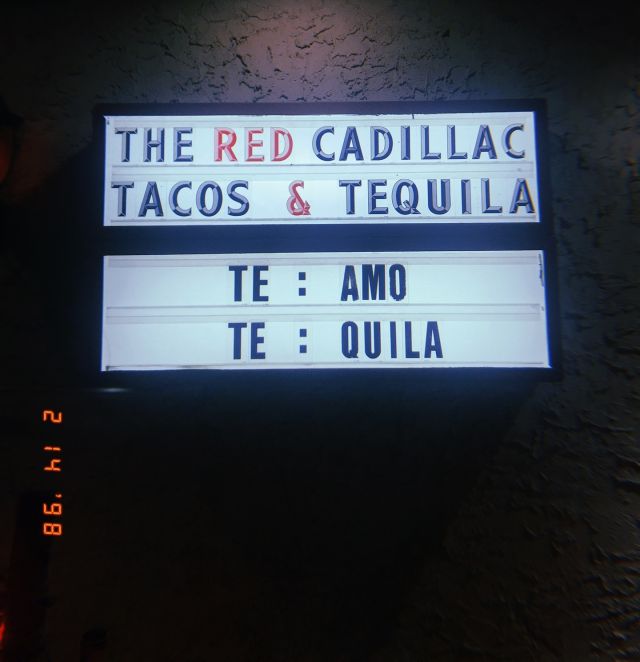 THE RED CADILLAC
TACOS & TEQUILA
TE : AMO
TE : QUILA
2 14 '98